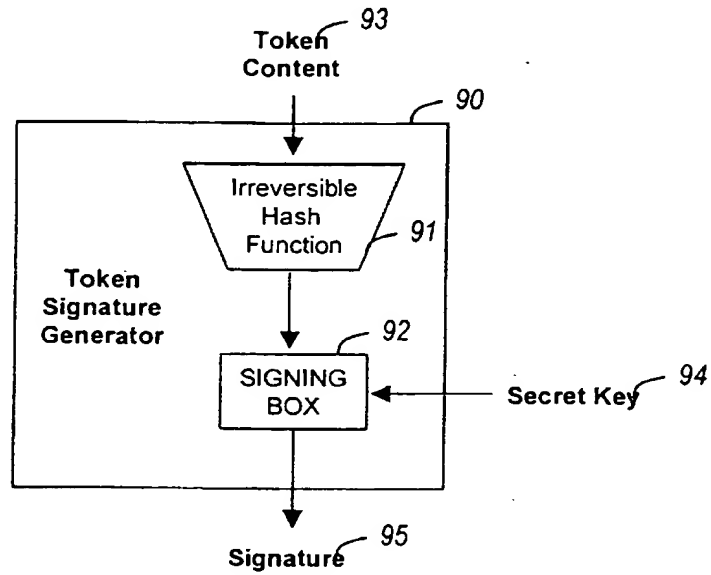 93
Token
Content
90
Irreversible
Hash
Function
91
Token
Signature
Generator
92
SIGNING
BOX
Secret Key
94
Signature
95